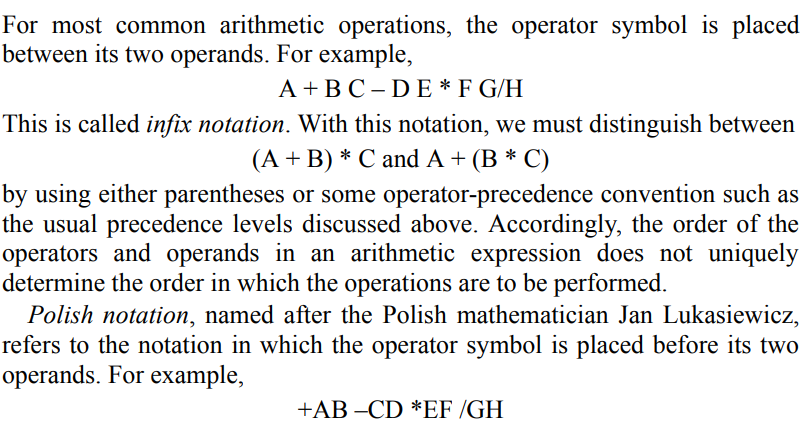 For most common arithmetic operations, the operator symbol is placed
between its two operands. For example,
A + B C – D E * F G/H
This is called infix notation. With this notation, we must distinguish between
(A + B) * C and A + (B * C)
by using either parentheses or some operator-precedence convention such as
the usual precedence levels discussed above. Accordingly, the order of the
operators and operands in an arithmetic expression does not uniquely
determine the order in which the operations are to be performed.
Polish notation, named after the Polish mathematician Jan Lukasiewicz,
refers to the notation in which the operator symbol is placed before its two
operands. For example,
+AB –CD *EF /GH